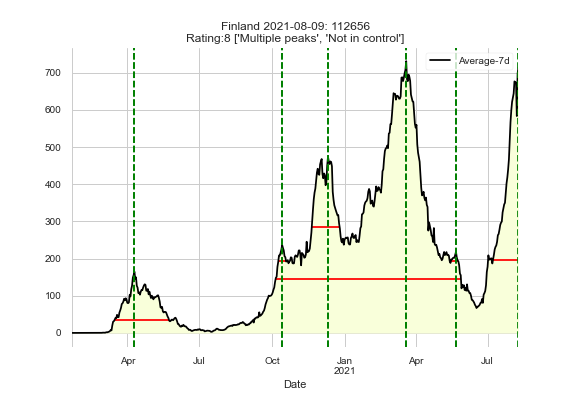 Finland 2021-08-09: 112656
Rating:8 ['Multiple peaks', 'Not in control']
Average-7d
700
600
500
400
300
200
100
0
Apr
Jul
Oct
Jan
2021
Apr
Jul
Date